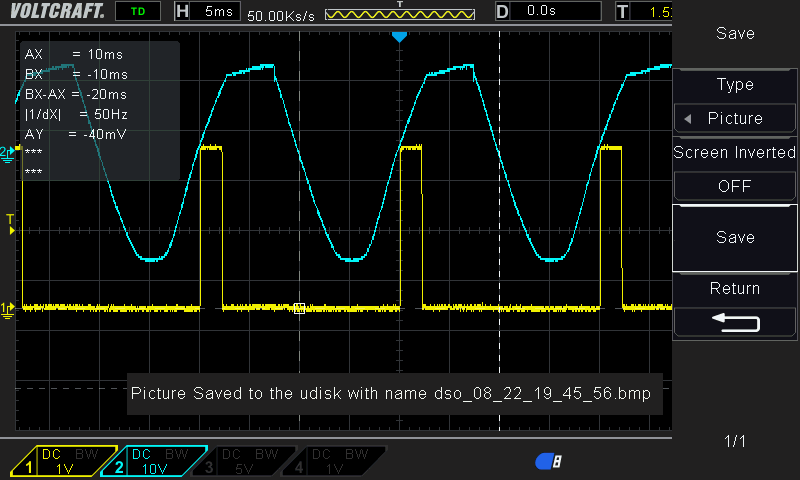 VOLTCRAFT. TD H 5ms 50.00Ks/s T D 0.0s T 1.5
Save
AX = 10ms
BX = -10ms
BX-AX = -20ms
|1/dX| = 50Hz
AY = -40mV
***
***
Type
Picture
Screen Inverted
OFF
Save
Return
2
T
1
Picture Saved to the udisk with name dso_08_22_19_45_56.bmp
1/1
1 DC BW 1V
2 DC BW 10V
3 DC BW 5V
4 DC BW 1V